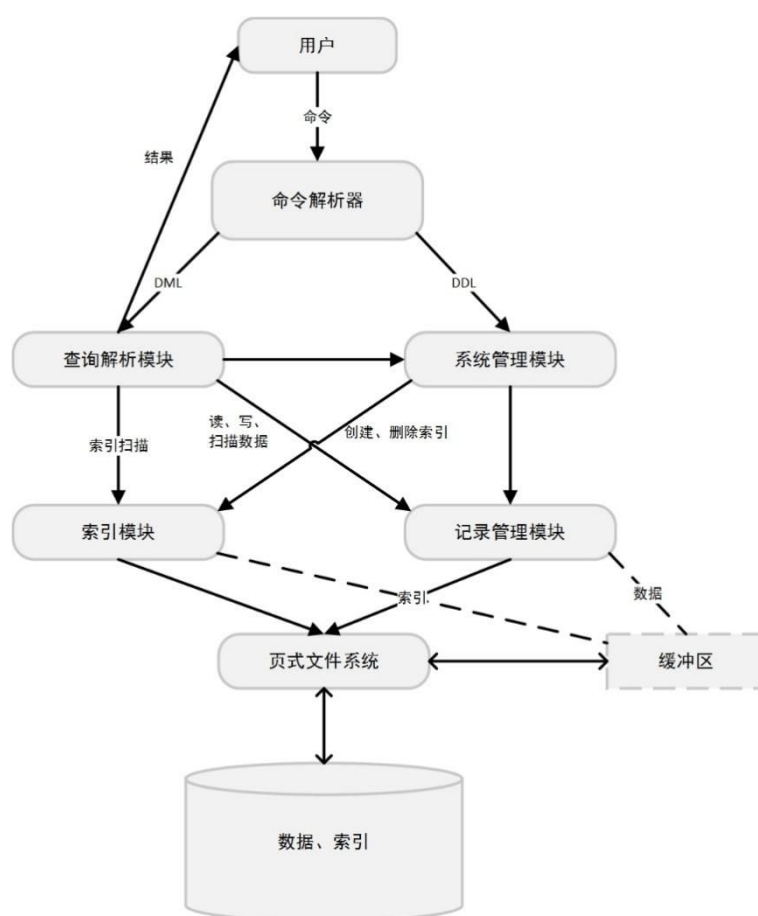 用户
命令
结果
命令解析器
DML
DDL
查询解析模块
系统管理模块
读、写、
扫描数据
创建、删除索引
索引扫描
索引模块
记录管理模块
索引
数据
页式文件系统
缓冲区
数据、索引